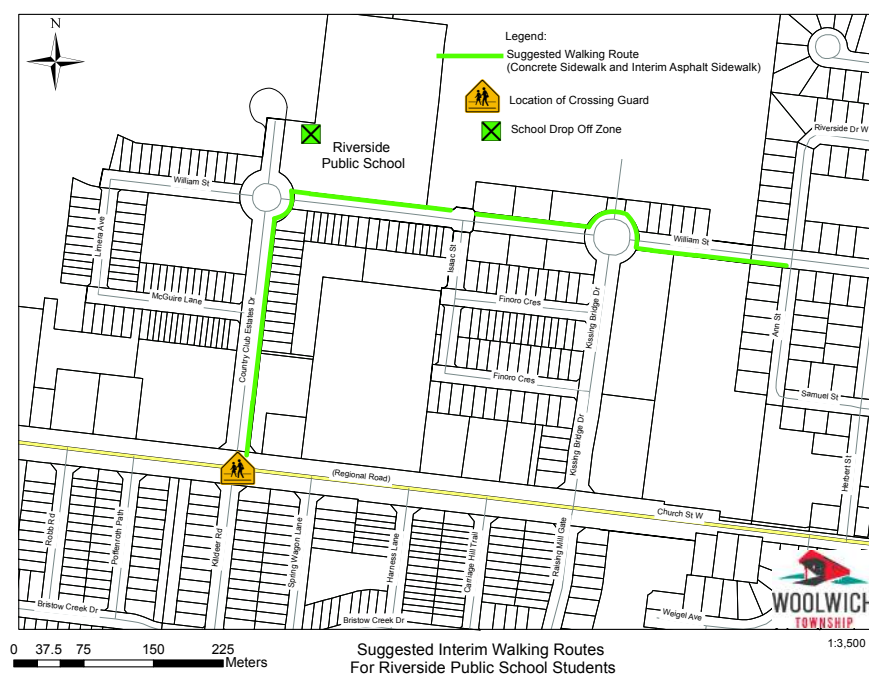 N
Legend:
Suggested Walking Route
(Concrete Sidewalk and Interim Asphalt Sidewalk)
Location of Crossing Guard
School Drop Off Zone
Riverside Dr W
Riverside
Public School
William St
Limera Ave
McGuire Lane
Country Club Estates Dr
Isaac St
Finoro Cres
Finoro Cres
Kissing Bridge Dr
Kissing Bridge Dr
William St
Ann St
Samuel St
Herbert St
(Regional Road)
Church St W
Robb Rd
Poffenroth Path
Killdeer Rd
Spring Wagon Lane
Harness Lane
Carriage Hill Trail
Raising Mill Gate
Bristow Creek Dr
Bristow Creek Dr
Weigel Ave
WOOLWICH
TOWNSHIP
0 37.5 75 150 225
Meters
Suggested Interim Walking Routes
For Riverside Public School Students
1:3,500